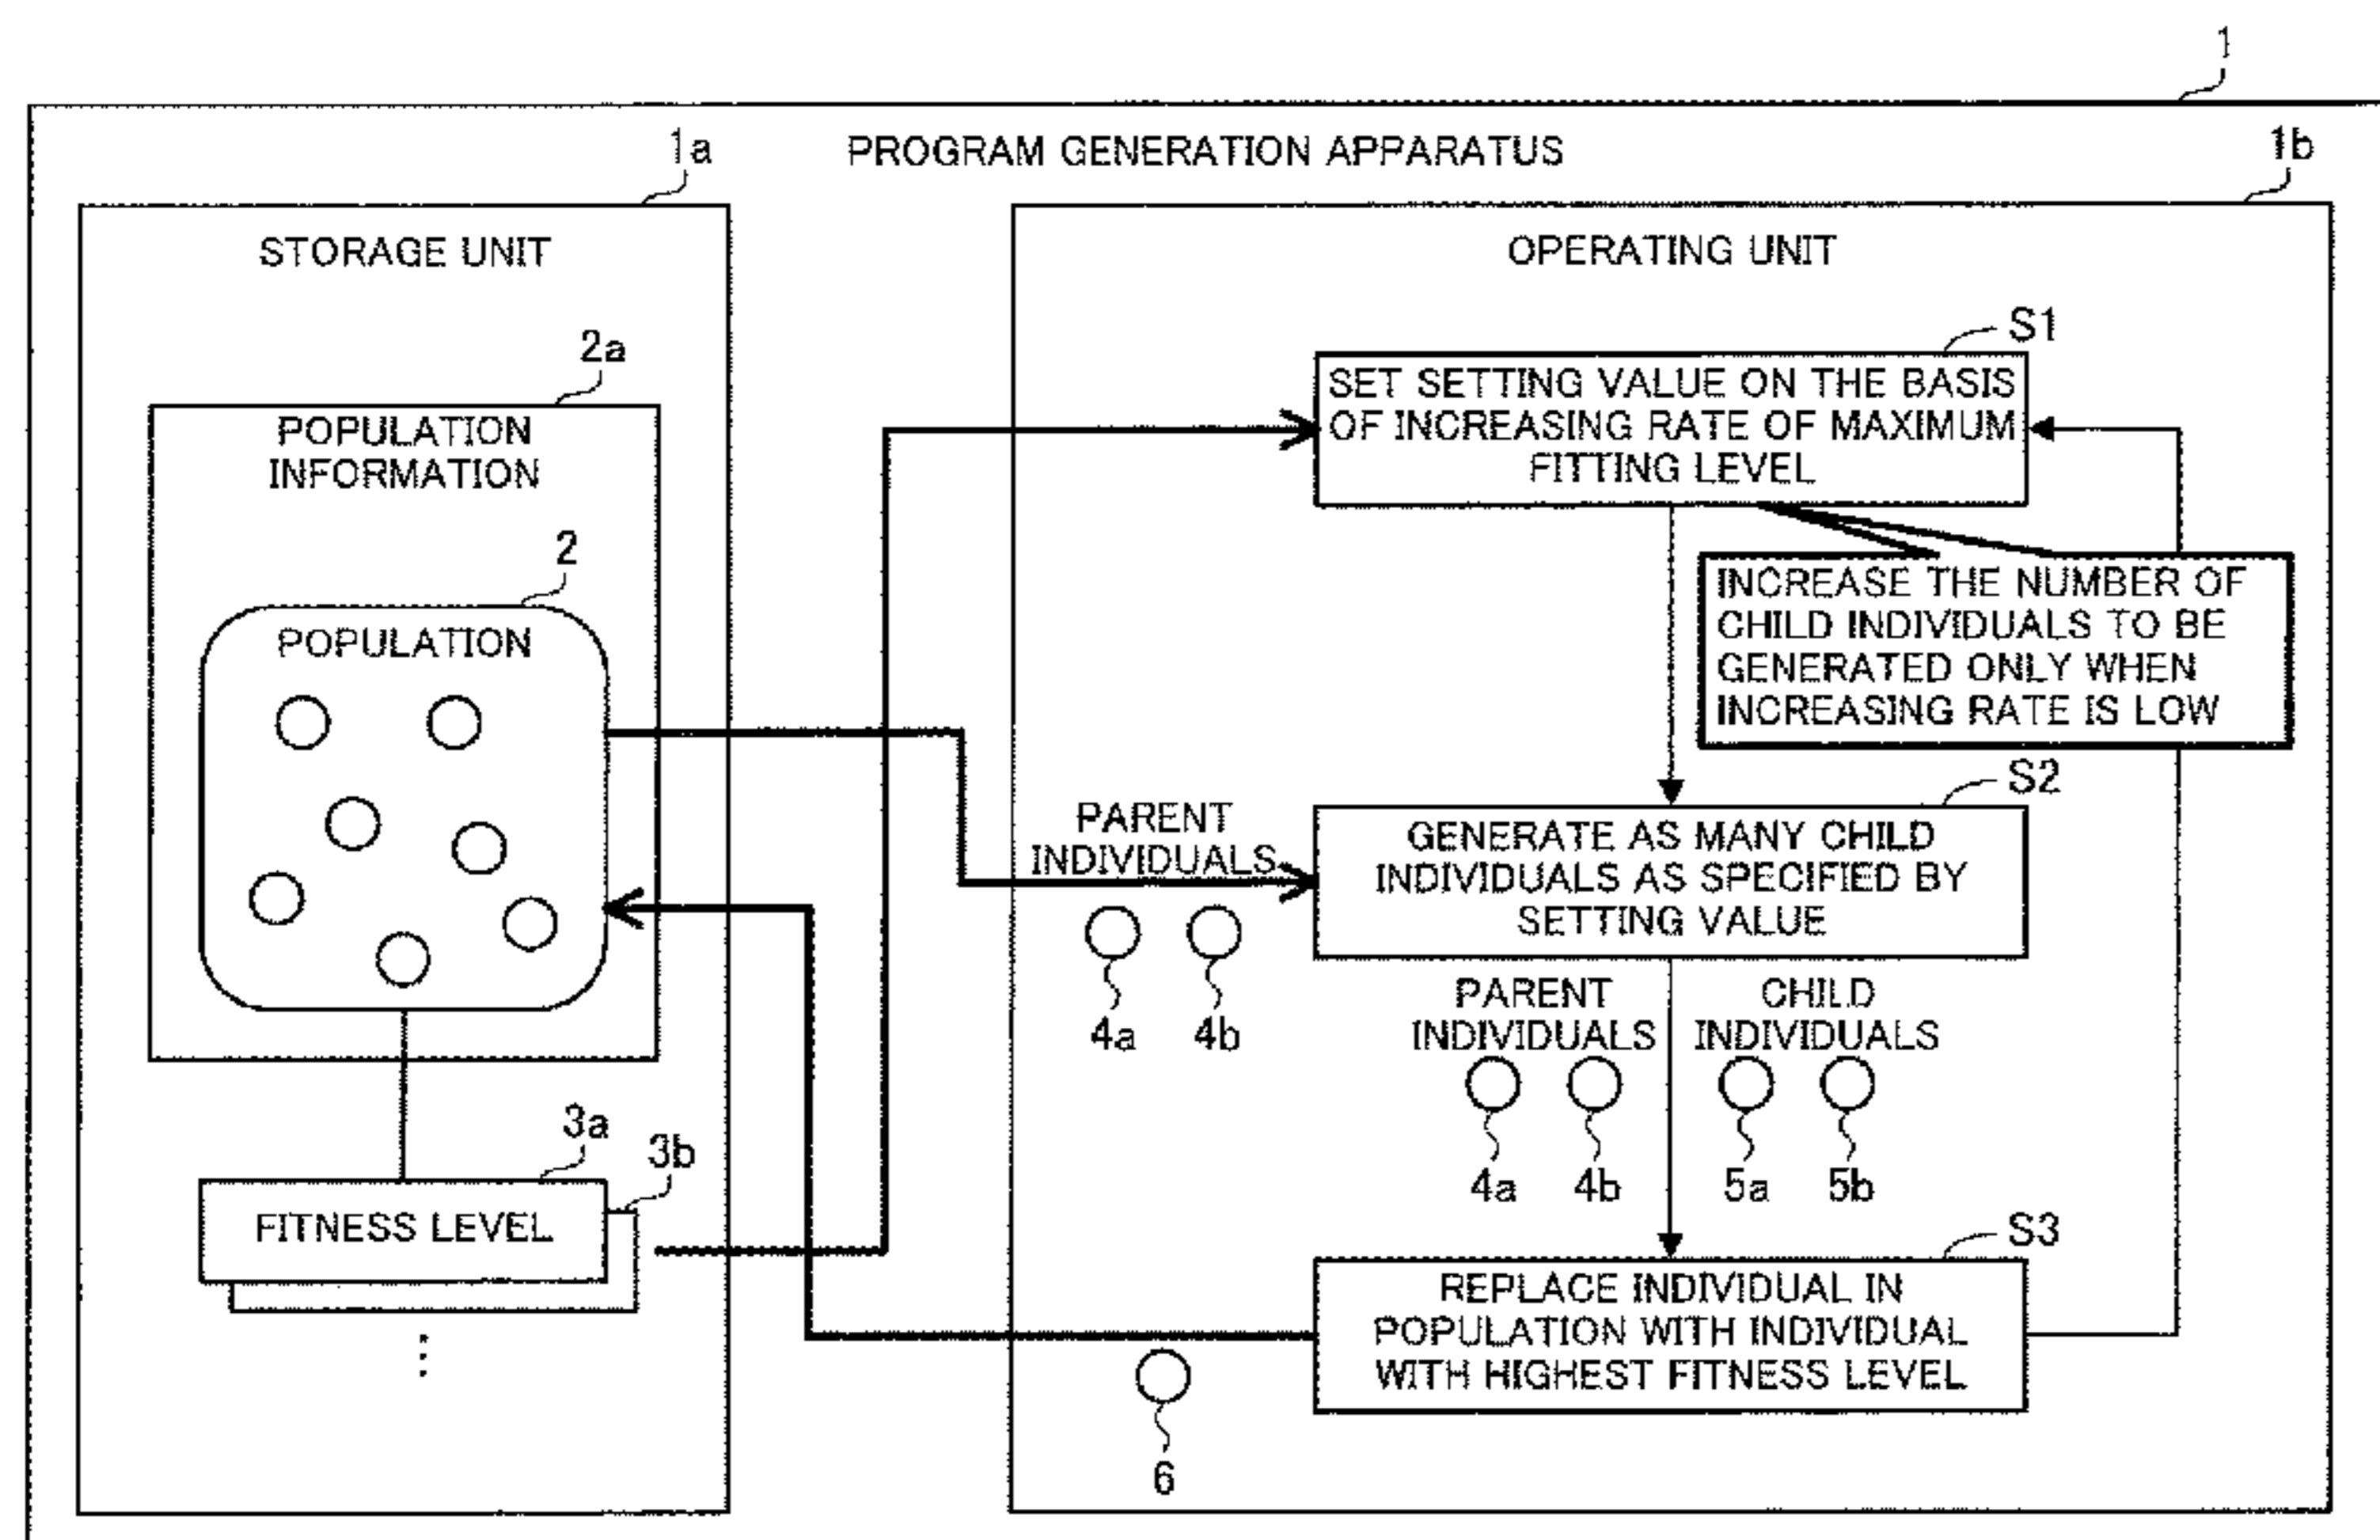 1
PROGRAM GENERATION APPARATUS
1a
1b
STORAGE UNIT
2a
POPULATION
INFORMATION
2
POPULATION
3a
3b
FITNESS LEVEL
⋮
OPERATING UNIT
S1
SET SETTING VALUE ON THE BASIS
OF INCREASING RATE OF MAXIMUM
FITTING LEVEL
INCREASE THE NUMBER OF
CHILD INDIVIDUALS TO BE
GENERATED ONLY WHEN
INCREASING RATE IS LOW
PARENT
INDIVIDUALS
4a
4b
S2
GENERATE AS MANY CHILD
INDIVIDUALS AS SPECIFIED BY
SETTING VALUE
PARENT
INDIVIDUALS
4a
4b
CHILD
INDIVIDUALS
5a
5b
S3
REPLACE INDIVIDUAL IN
POPULATION WITH INDIVIDUAL
WITH HIGHEST FITNESS LEVEL
6